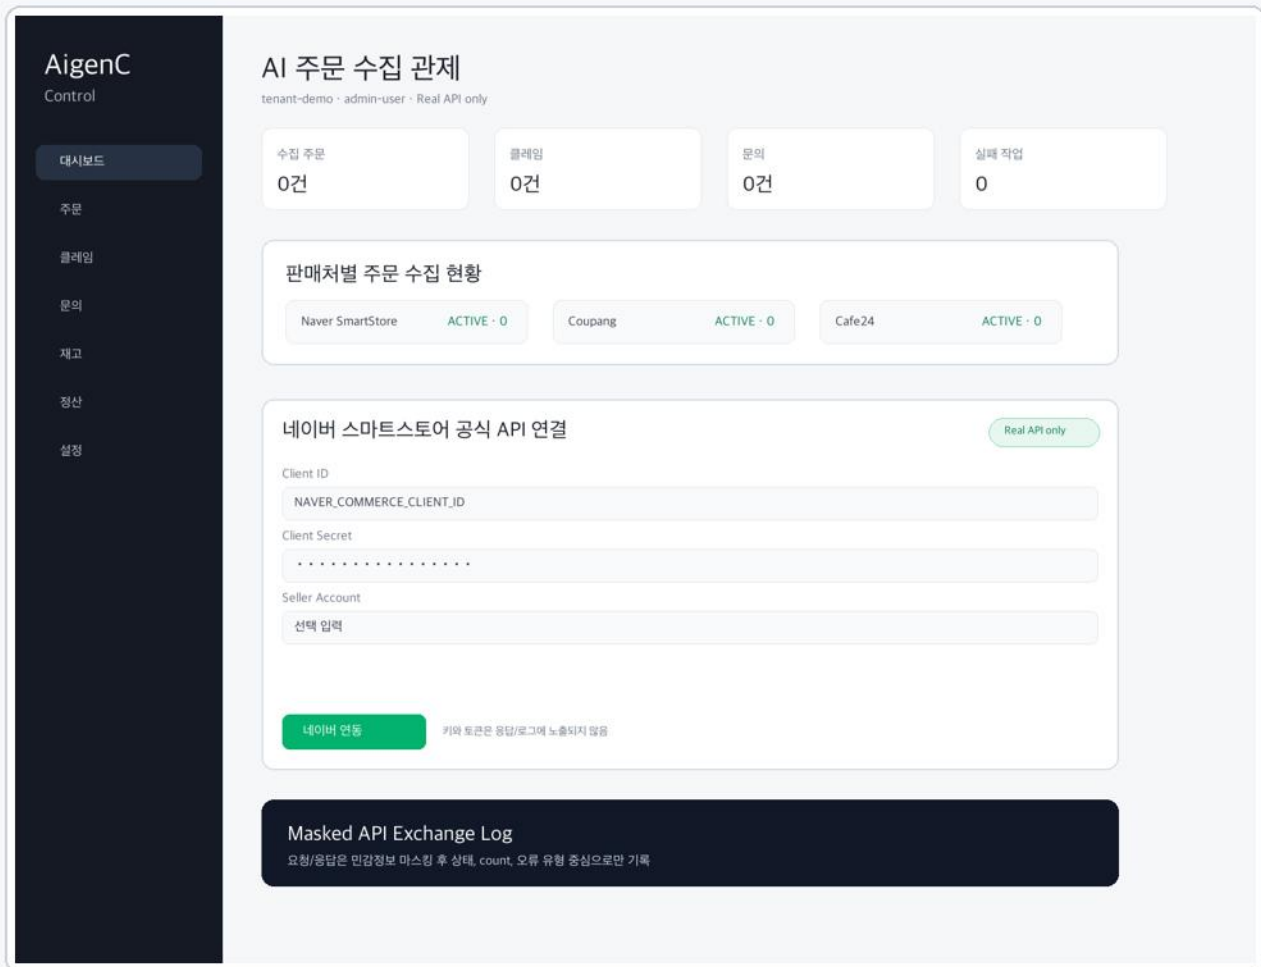 AigenC
Control
대시보드
주문
클레임
문의
재고
정산
설정
AI 주문 수집 관제
tenant-demo · admin-user · Real API only
수집 주문
0건
클레임
0건
문의
0건
실패 작업
0
판매처별 주문 수집 현황
Naver SmartStore ACTIVE · 0
Coupang ACTIVE · 0
Cafe24 ACTIVE · 0
네이버 스마트스토어 공식 API 연결
Real API only
Client ID
NAVER_COMMERCE_CLIENT_ID
Client Secret
················
Seller Account
선택 입력
네이버 연동
키와 토큰은 응답/로그에 노출되지 않음
Masked API Exchange Log
요청/응답은 민감정보 마스킹 후 상태, count, 오류 유형 중심으로만 기록